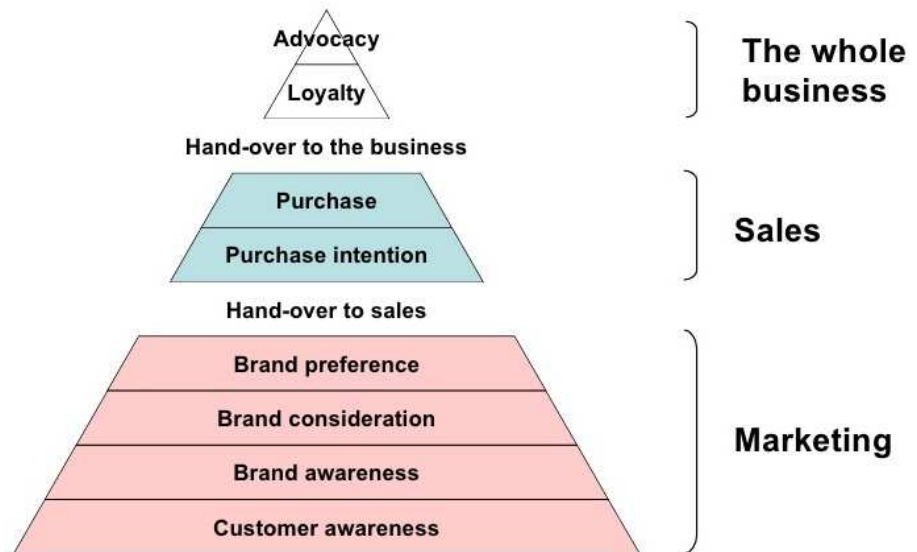 Advocacy
Loyalty
The whole
business
Hand-over to the business
Purchase
Purchase intention
Sales
Hand-over to sales
Brand preference
Brand consideration
Brand awareness
Customer awareness
Marketing